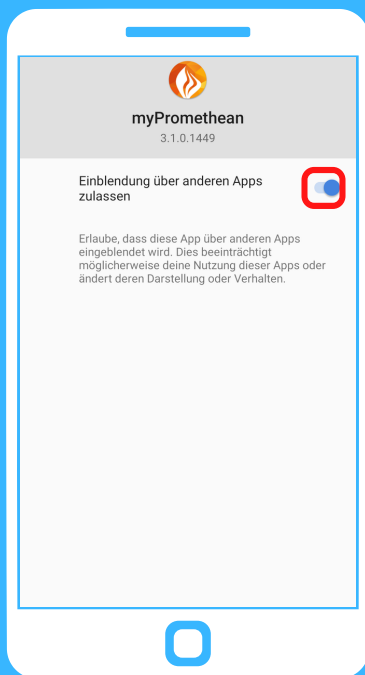 myPromethean
3.1.0.1449
Einblendung über anderen Apps
zulassen
Erlaube, dass diese App über anderen Apps
eingeblendet wird. Dies beeinträchtigt
möglicherweise deine Nutzung dieser Apps oder
ändert deren Darstellung oder Verhalten.